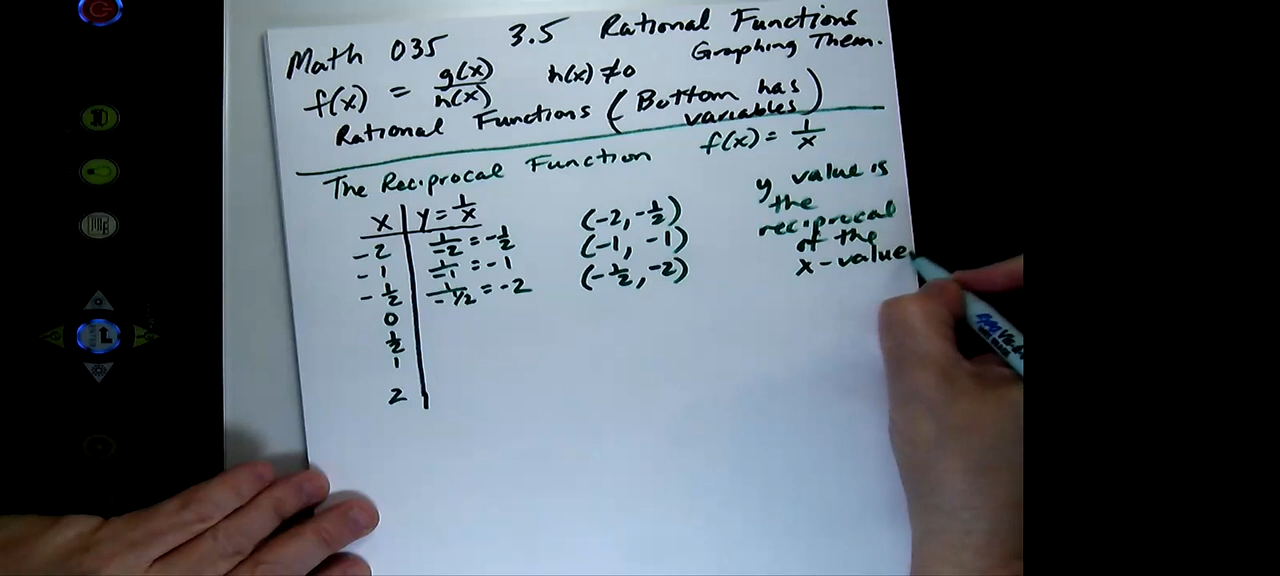 Math 035 3.5 Rational Functions
Graphing Them.
f(x) = g(x)/h(x) h(x) ≠ 0
Rational Functions (Bottom has variables)
The Reciprocal Function f(x) = 1/x
x | y = 1/x
-2 | 1/-2 = -1/2 (-2, -1/2)
-1 | 1/-1 = -1 (-1, -1)
-1/2 | 1/-1/2 = -2 (-1/2, -2)
0
1/2
1
2
y value is
the
reciprocal
of the
x-value